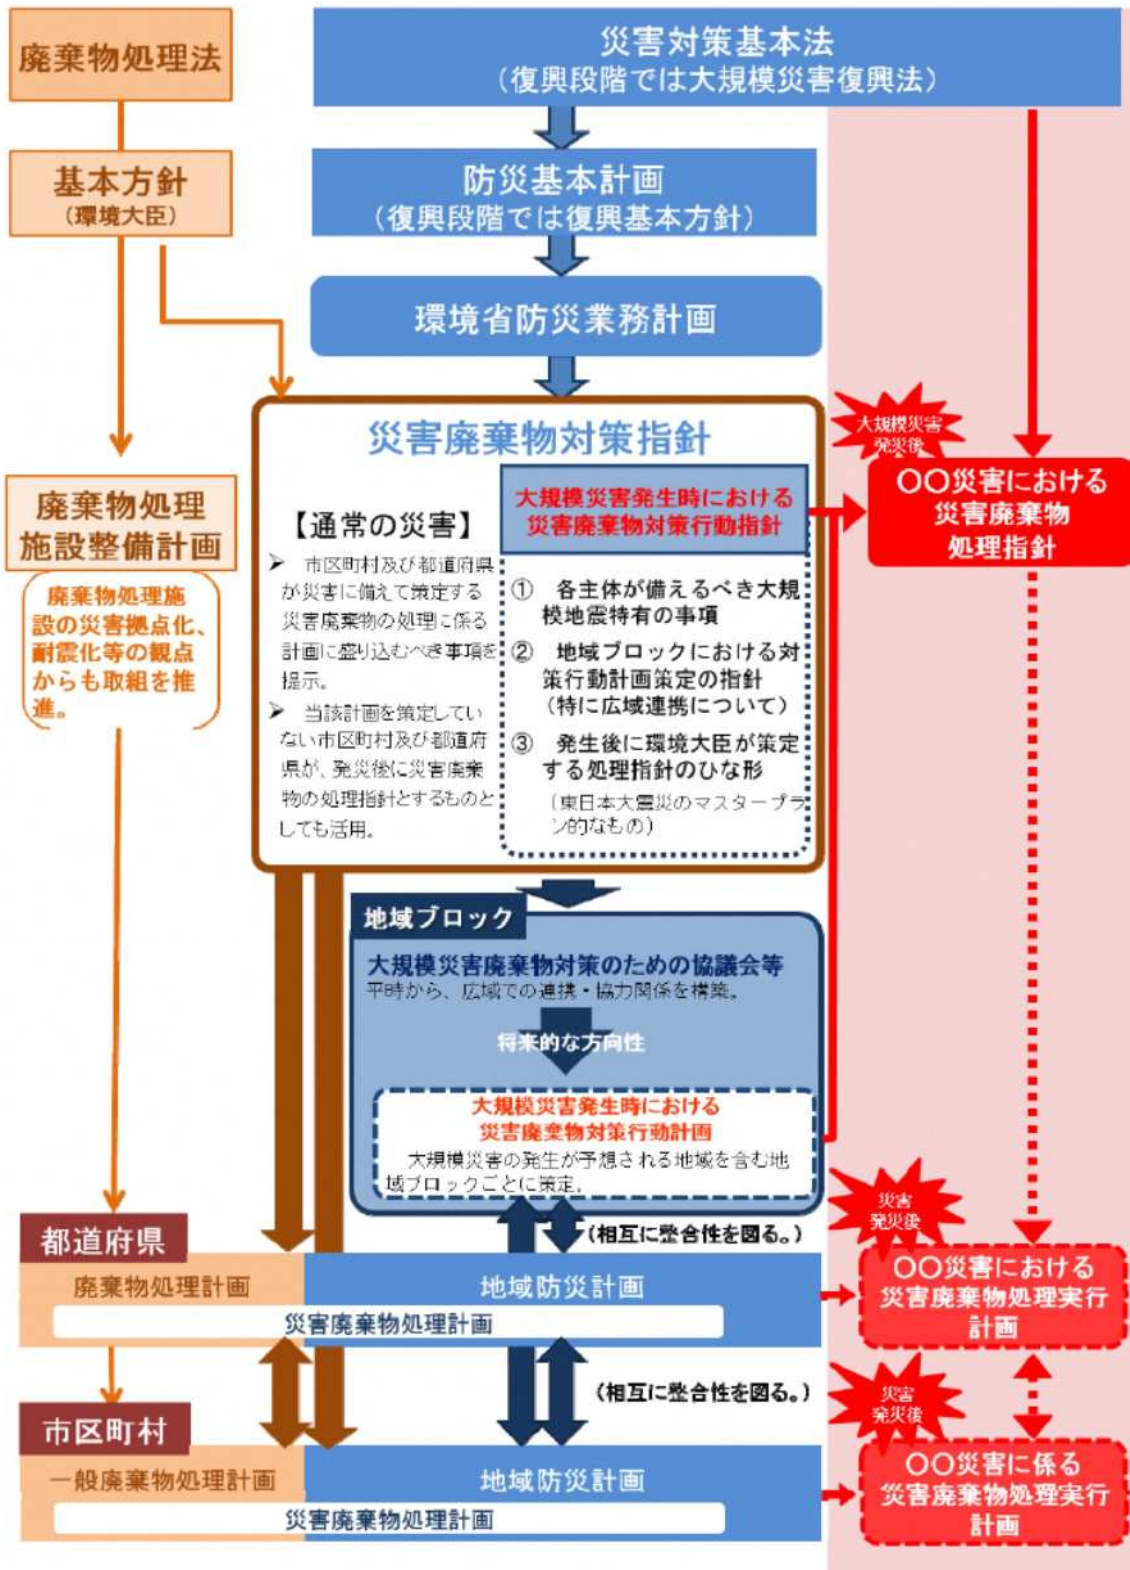 廃棄物処理法
災害対策基本法
（復興段階では大規模災害復興法）
基本方針
（環境大臣）
防災基本計画
（復興段階では復興基本方針）
環境省防災業務計画
災害廃棄物対策指針
【通常の災害】
➢ 市区町村及び都道府県
が災害に備えて策定する
災害廃棄物の処理に係る
計画に盛り込むべき事項を
提示。
➢ 当該計画を策定してい
ない市区町村及び都道府
県が、発災後に災害廃棄
物の処理指針とするものと
しても活用。
大規模災害発生時における
災害廃棄物対策行動指針
① 各主体が備えるべき大規
模地震特有の事項
② 地域ブロックにおける対
策行動計画策定の指針
（特に広域連携について）
③ 発生後に環境大臣が策定
する処理指針のひな形
（東日本大震災のマスタープラ
ン的なもの）
大規模災害
発災後
〇〇災害における
災害廃棄物
処理指針
廃棄物処理
施設整備計画
廃棄物処理施
設の災害拠点化、
耐震化等の観点
からも取組を推
進。
地域ブロック
大規模災害廃棄物対策のための協議会等
平時から、広域での連携・協力関係を構築。
将来的な方向性
大規模災害発生時における
災害廃棄物対策行動計画
大規模災害の発生が予想される地域を含む地
域ブロックごとに策定。
（相互に整合性を図る。）
都道府県
廃棄物処理計画
地域防災計画
災害廃棄物処理計画
災害
発災後
〇〇災害における
災害廃棄物処理実行
計画
（相互に整合性を図る。）
市区町村
一般廃棄物処理計画
地域防災計画
災害廃棄物処理計画
災害
発災後
〇〇災害に係る
災害廃棄物処理実行
計画